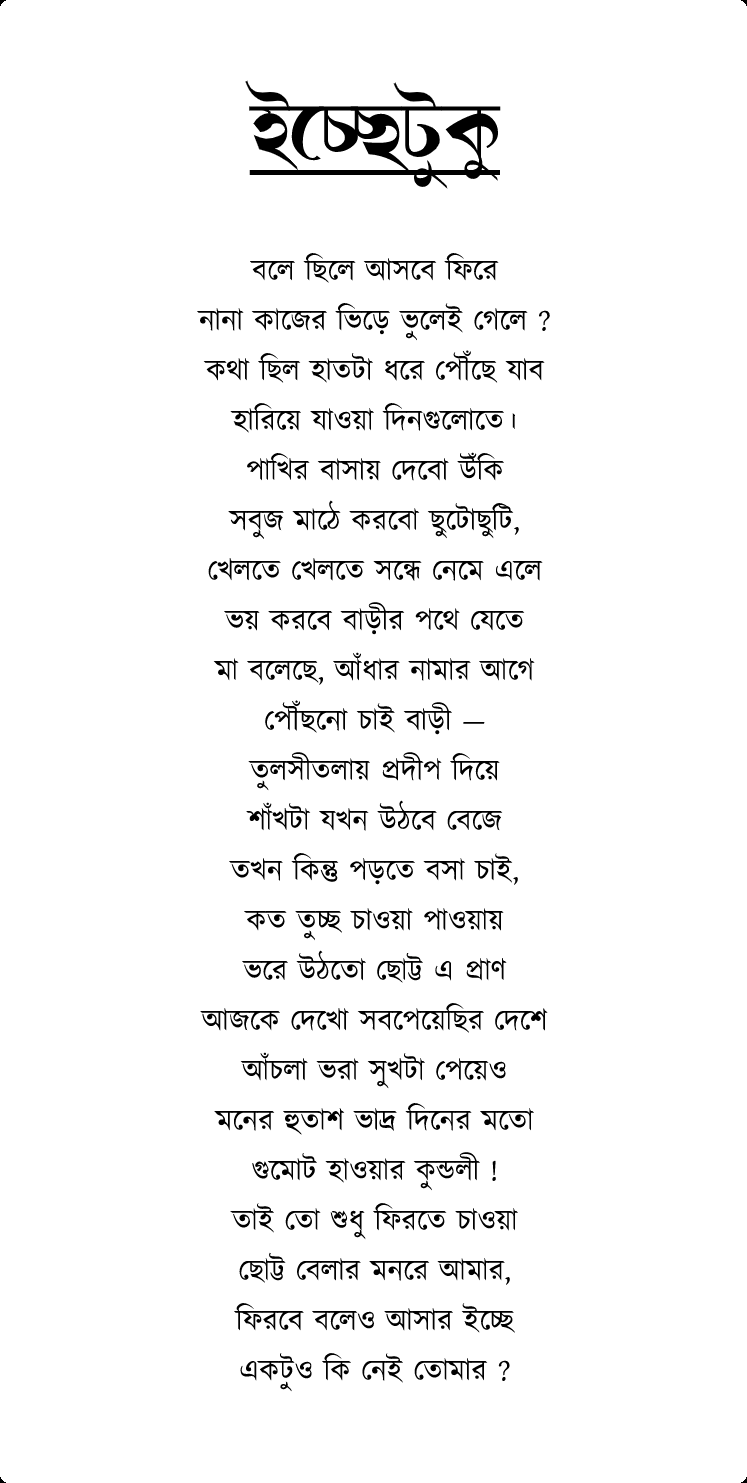 ইচ্ছেটুকু
বলে ছিলে আসবে ফিরে
নানা কাজের ভিড়ে ভুলেই গেলে ?
কথা ছিল হাতটা ধরে পৌঁছে যাব
হারিয়ে যাওয়া দিনগুলোতে।
পাখির বাসায় দেবো উঁকি
সবুজ মাঠে করবো ছুটোছুটি,
খেলতে খেলতে সন্ধে নেমে এলে
ভয় করবে বাড়ীর পথে যেতে
মা বলেছে, আঁধার নামার আগে
পৌঁছনো চাই বাড়ী —
তুলসীতলায় প্রদীপ দিয়ে
শাঁখটা যখন উঠবে বেজে
তখন কিন্তু পড়তে বসা চাই,
কত তুচ্ছ চাওয়া পাওয়ায়
ভরে উঠতো ছোট্ট এ প্রাণ
আজকে দেখো সবপেয়েছির দেশে
আঁচলা ভরা সুখটা পেয়েও
মনের হুতাশ ভাদ্র দিনের মতো
গুমোট হাওয়ার কুন্ডলী !
তাই তো শুধু ফিরতে চাওয়া
ছোট্ট বেলার মনরে আমার,
ফিরবে বলেও আসার ইচ্ছে
একটুও কি নেই তোমার ?